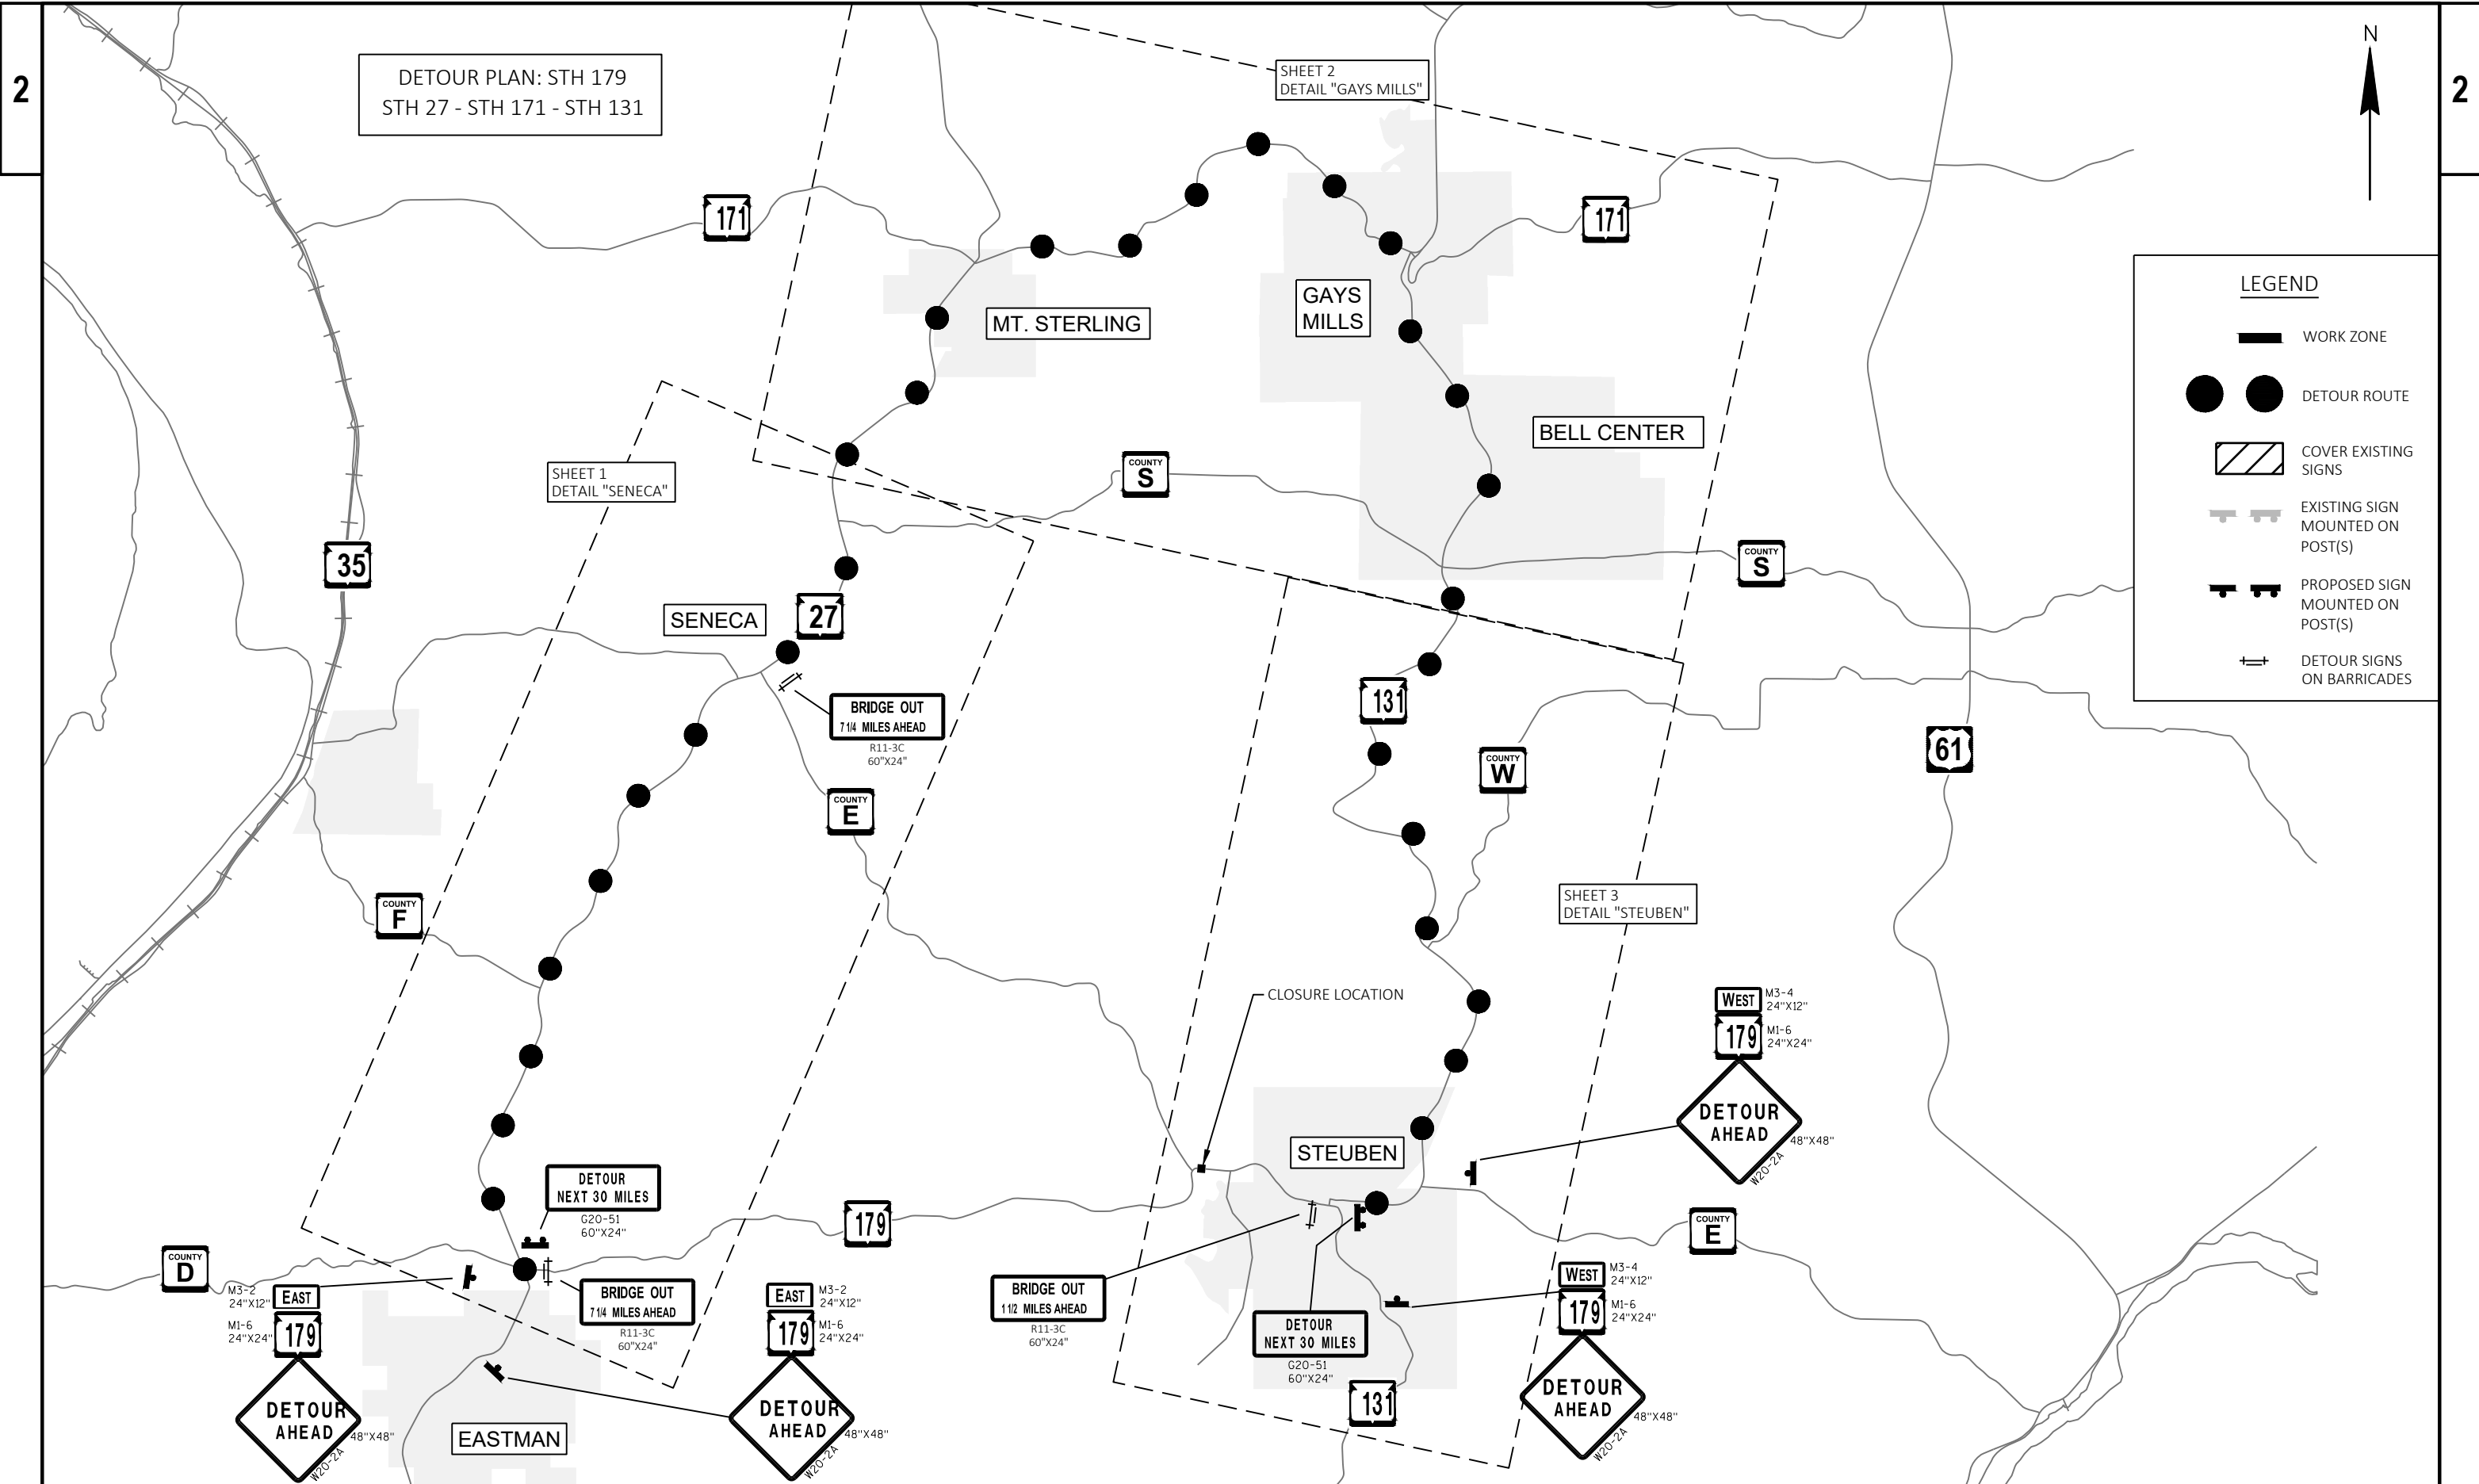 2
DETOUR PLAN: STH 179
STH 27 - STH 171 - STH 131
SHEET 2
DETAIL "GAYS MILLS"
N
2
171
171
LEGEND
WORK ZONE
DETOUR ROUTE
COVER EXISTING
SIGNS
EXISTING SIGN
MOUNTED ON
POST(S)
PROPOSED SIGN
MOUNTED ON
POST(S)
DETOUR SIGNS
ON BARRICADES
MT. STERLING
GAYS
MILLS
BELL CENTER
SHEET 1
DETAIL "SENECA"
COUNTY
S
COUNTY
S
35
SENECA
27
BRIDGE OUT
7 1/4 MILES AHEAD
R11-3C
60"X24"
131
COUNTY
W
61
COUNTY
E
COUNTY
F
SHEET 3
DETAIL "STEUBEN"
CLOSURE LOCATION
WEST
M3-4
24"X12"
179
M1-6
24"X24"
DETOUR
AHEAD
48"X48"
W20-2A
STEUBEN
DETOUR
NEXT 30 MILES
G20-51
60"X24"
179
COUNTY
E
COUNTY
D
M3-2
24"X12"
EAST
M1-6
24"X24"
179
DETOUR
AHEAD
48"X48"
W20-2A
BRIDGE OUT
7 1/4 MILES AHEAD
R11-3C
60"X24"
EAST
M3-2
24"X12"
179
M1-6
24"X24"
DETOUR
AHEAD
48"X48"
W20-2A
BRIDGE OUT
1 1/2 MILES AHEAD
R11-3C
60"X24"
DETOUR
NEXT 30 MILES
G20-51
60"X24"
WEST
M3-4
24"X12"
179
M1-6
24"X24"
DETOUR
AHEAD
48"X48"
W20-2A
131
EASTMAN